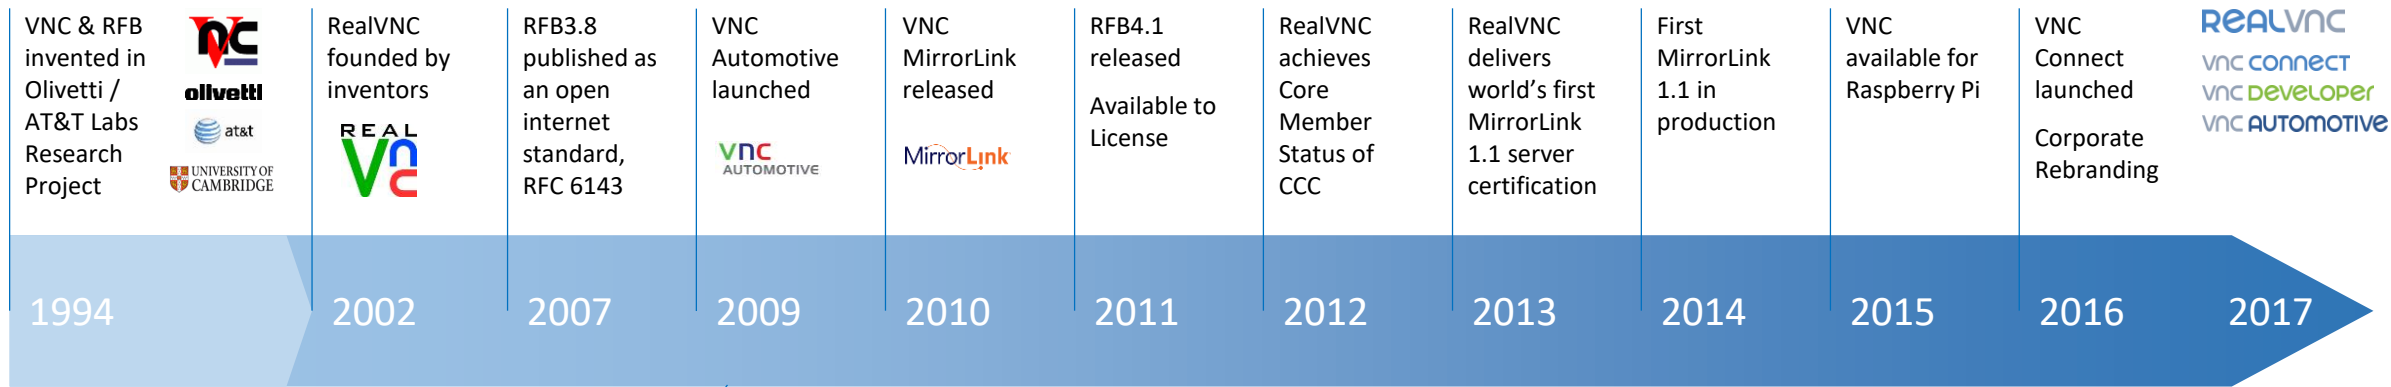 VNC & RFB
invented in
Olivetti /
AT&T Labs
Research
Project
VNC
olivetti
at&t
UNIVERSITY OF
CAMBRIDGE
RealVNC
founded by
inventors
REAL
VNC
RFB3.8
published as
an open
internet
standard,
RFC 6143
VNC
Automotive
launched
VNC
AUTOMOTIVE
VNC
MirrorLink
released
MirrorLink
RFB4.1
released
Available to
License
RealVNC
achieves
Core
Member
Status of
CCC
RealVNC
delivers
world's first
MirrorLink
1.1 server
certification
First
MirrorLink
1.1 in
production
VNC
available for
Raspberry Pi
VNC
Connect
launched
Corporate
Rebranding
REALVNC
VNC CONNECT
VNC DEVELOPER
VNC AUTOMOTIVE
1994
2002
2007
2009
2010
2011
2012
2013
2014
2015
2016
2017